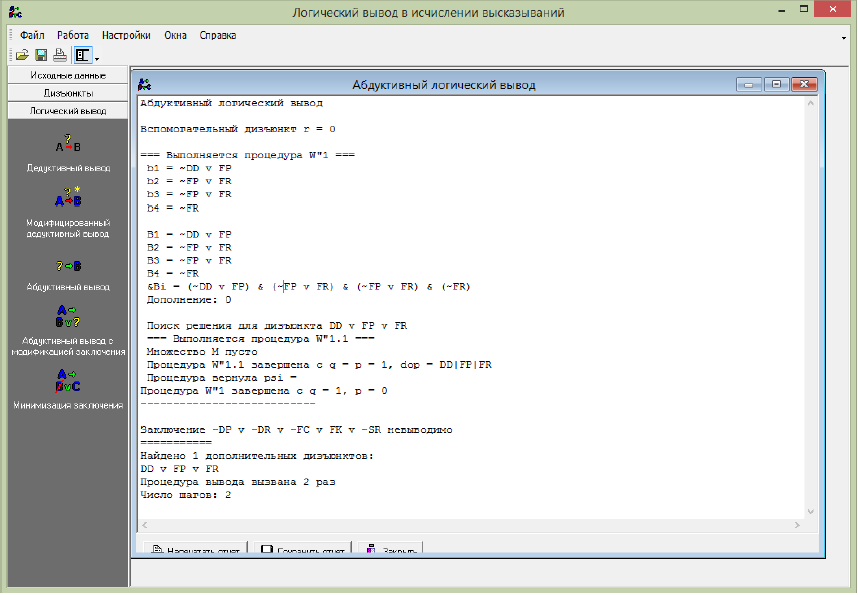 Логический вывод в исчислении высказываний
Файл Работа Настройки Окна Справка
Исходные данные
Дизъюнкты
Логический вывод
Дедуктивный вывод
Модифицированный
дедуктивный вывод
Абдуктивный вывод
Абдуктивный вывод с
модификацией заключения
Минимизация заключения
Абдуктивный логический вывод
Абдуктивный логический вывод
Вспомогательный дизъюнкт r = 0
=== Выполняется процедура W"1 ===
b1 = ~DD v FP
b2 = ~FP v FR
b3 = ~FP v FR
b4 = ~FR
B1 = ~DD v FP
B2 = ~FP v FR
B3 = ~FP v FR
B4 = ~FR
&Bi = (~DD v FP) & (~FP v FR) & (~FP v FR) & (~FR)
Дополнение: 0
Поиск решения для дизъюнкта DD v FP v FR
=== Выполняется процедура W"1.1 ===
Множество M пусто
Процедура W"1.1 завершена с q = p = 1, dop = DD|FP|FR
Процедура вернула psi =
Процедура W"1 завершена с q = 1, p = 0
---------------------------
Заключение ~DP v ~DR v ~FC v FK v ~SR невыводимо
===========
Найдено 1 дополнительных дизъюнктов:
DD v FP v FR
Процедура вывода вызвана 2 раз
Число шагов: 2
Напечатать отчет Сохранить отчет Закрыть